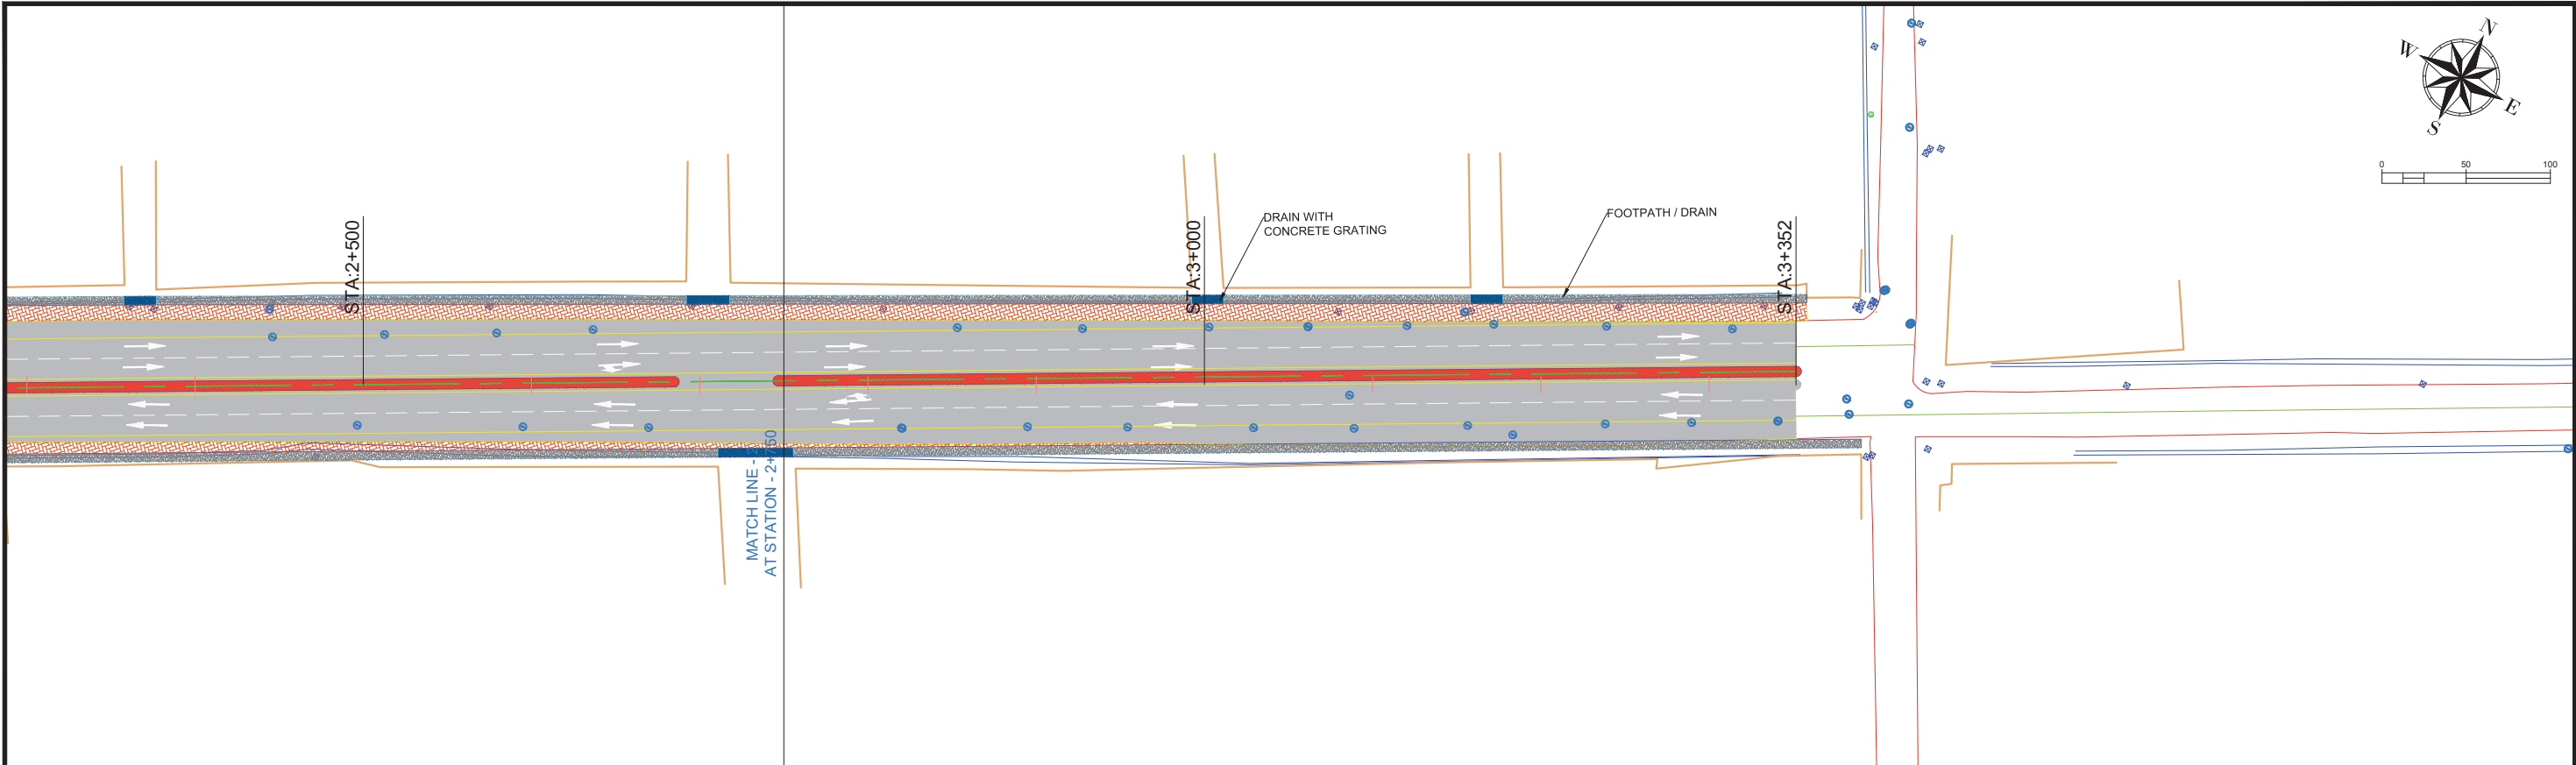 N
W
E
S
0 50 100
STA:2+500
STA:3+000
STA:3+352
DRAIN WITH
CONCRETE GRATING
FOOTPATH / DRAIN
MATCH LINE -
AT STATION - 2+750